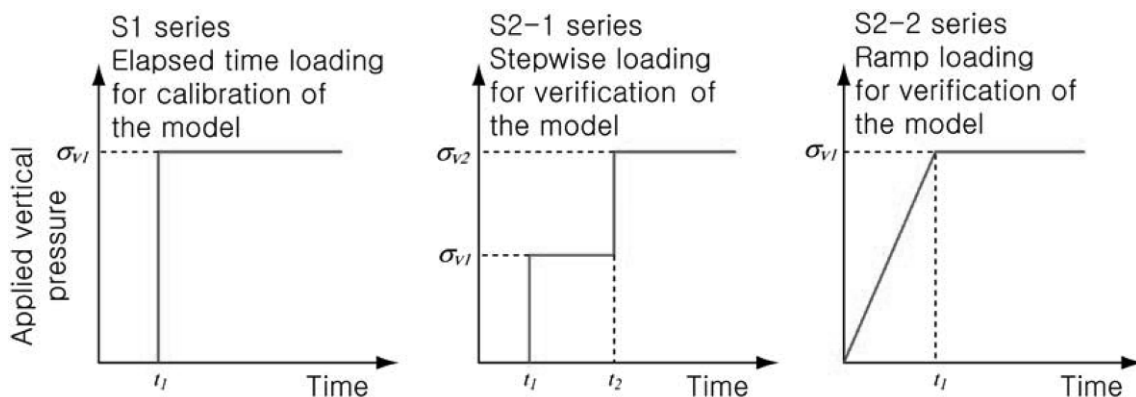 S1 series
Elapsed time loading
for calibration of
the model
σv1
Applied vertical
pressure
t1
Time
S2-1 series
Stepwise loading
for verification of
the model
σv2
σv1
t1
t2
Time
S2-2 series
Ramp loading
for verification of
the model
σv1
t1
Time